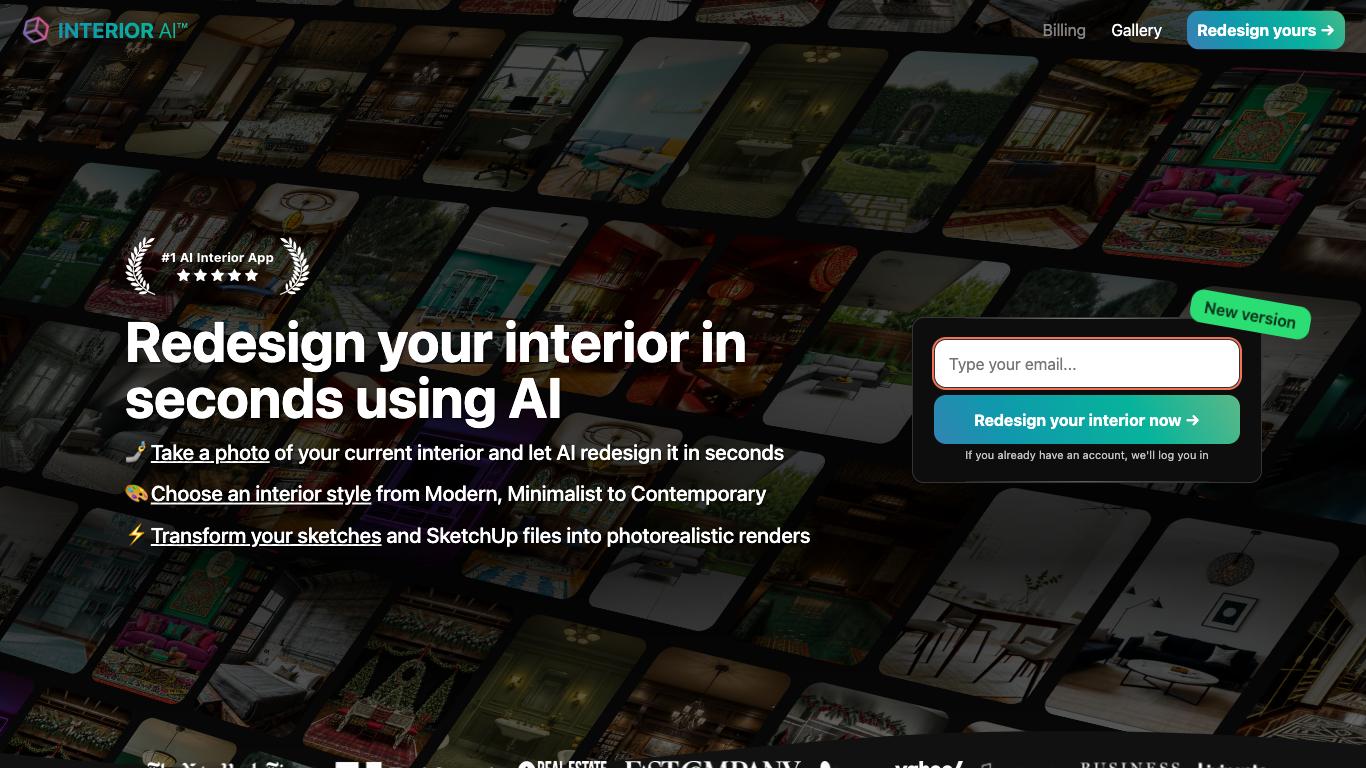 INTERIOR AI™
Billing
Gallery
Redesign yours →
#1 AI Interior App
Redesign your interior in
seconds using AI
Take a photo of your current interior and let AI redesign it in seconds
Choose an interior style from Modern, Minimalist to Contemporary
Transform your sketches and SketchUp files into photorealistic renders
New version
Type your email...
Redesign your interior now →
If you already have an account, we'll log you in
REAL ESTATE
yahoo!
BUSINESS